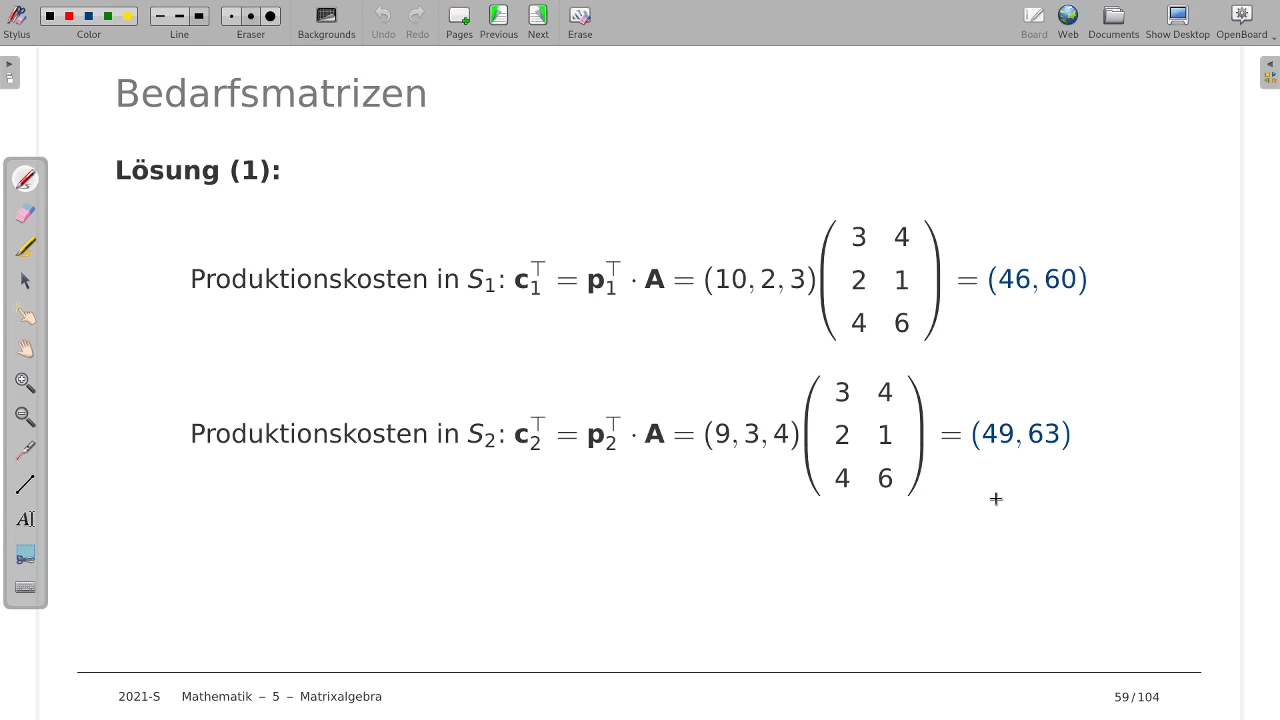 Stylus Color Line Eraser Backgrounds Undo Redo Pages Previous Next Erase Board Web Documents Show Desktop OpenBoard
Bedarfsmatrizen
Lösung (1):
3 4
Produktionskosten in S₁: c₁ᵀ = p₁ᵀ · A = (10, 2, 3) 2 1 = (46, 60)
4 6
3 4
Produktionskosten in S₂: c₂ᵀ = p₂ᵀ · A = (9, 3, 4) 2 1 = (49, 63)
4 6
2021-S Mathematik – 5 – Matrixalgebra 59/104